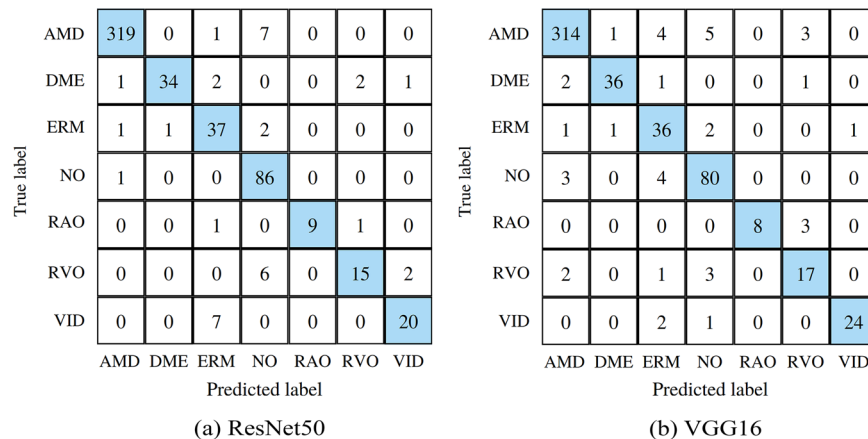 AMD 319 0 1 7 0 0 0
DME 1 34 2 0 0 2 1
ERM 1 1 37 2 0 0 0
NO 1 0 0 86 0 0 0
RAO 0 0 1 0 9 1 0
RVO 0 0 0 6 0 15 2
VID 0 0 7 0 0 0 20
AMD DME ERM NO RAO RVO VID
True label
Predicted label
(a) ResNet50
AMD 314 1 4 5 0 3 0
DME 2 36 1 0 0 1 0
ERM 1 1 36 2 0 0 1
NO 3 0 4 80 0 0 0
RAO 0 0 0 0 8 3 0
RVO 2 0 1 3 0 17 0
VID 0 0 2 1 0 0 24
AMD DME ERM NO RAO RVO VID
True label
Predicted label
(b) VGG16